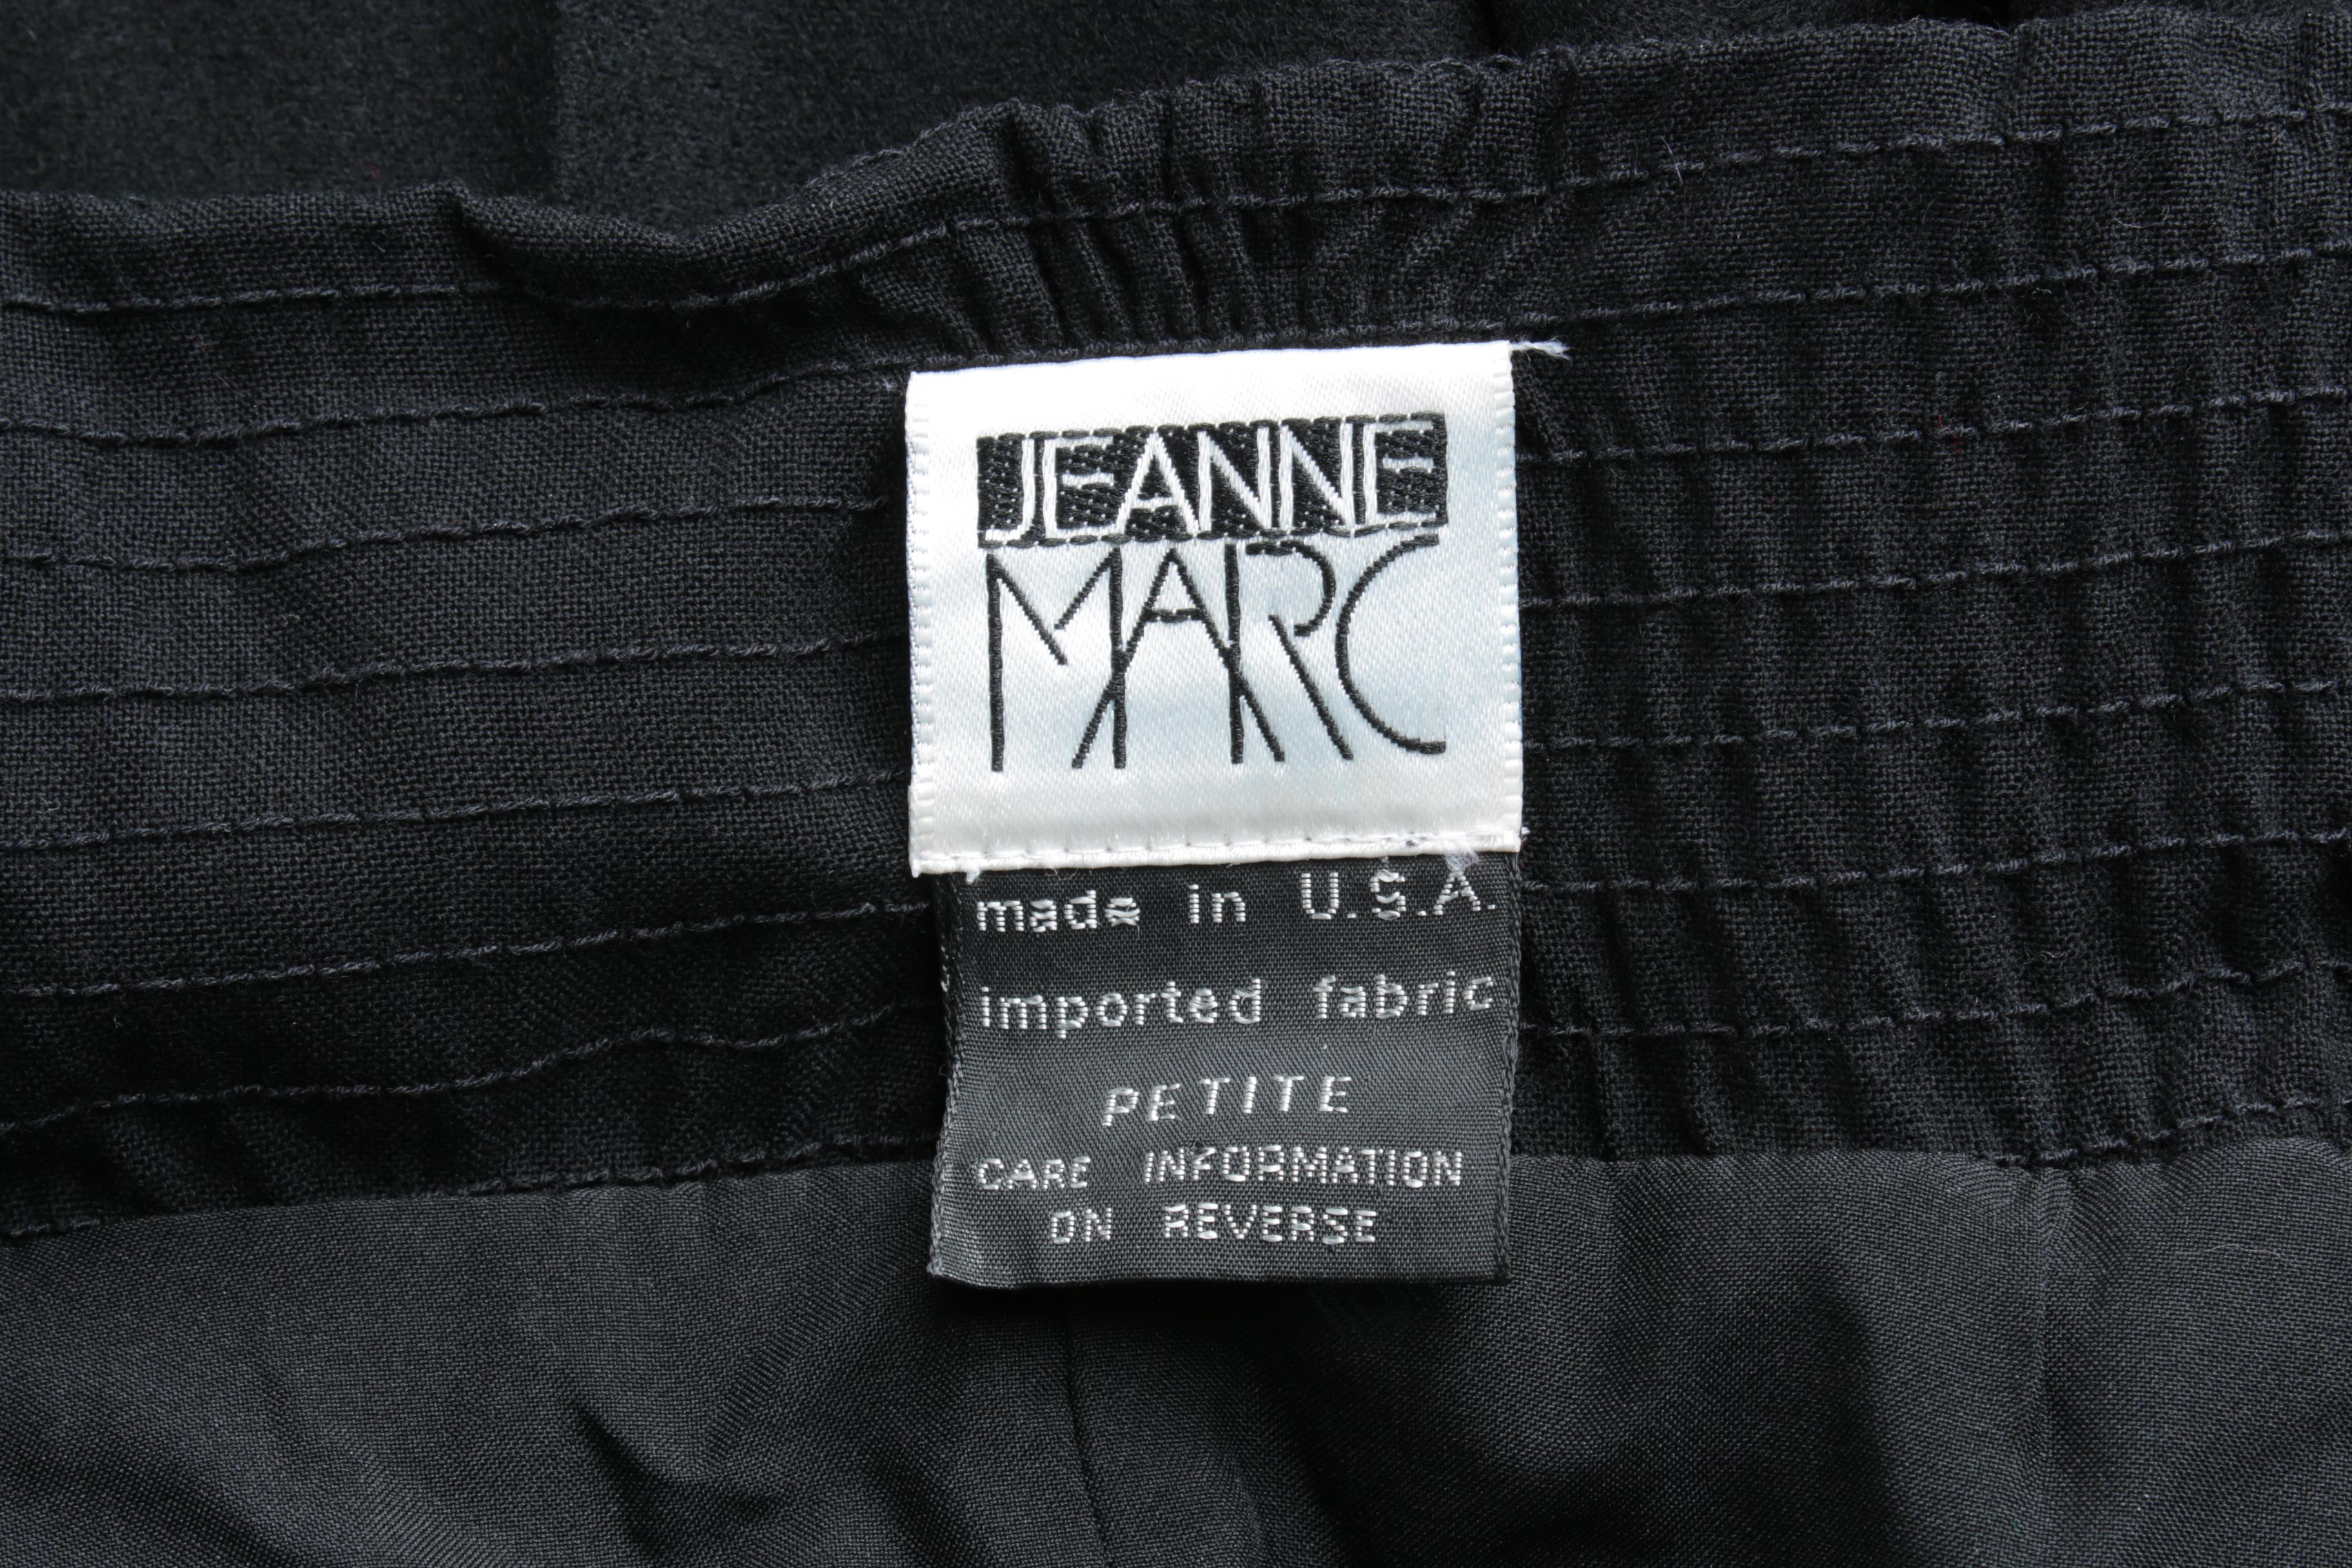 JEANNE
MARC
made in U.S.A.
imported fabric
PETITE
CARE INFORMATION
ON REVERSE